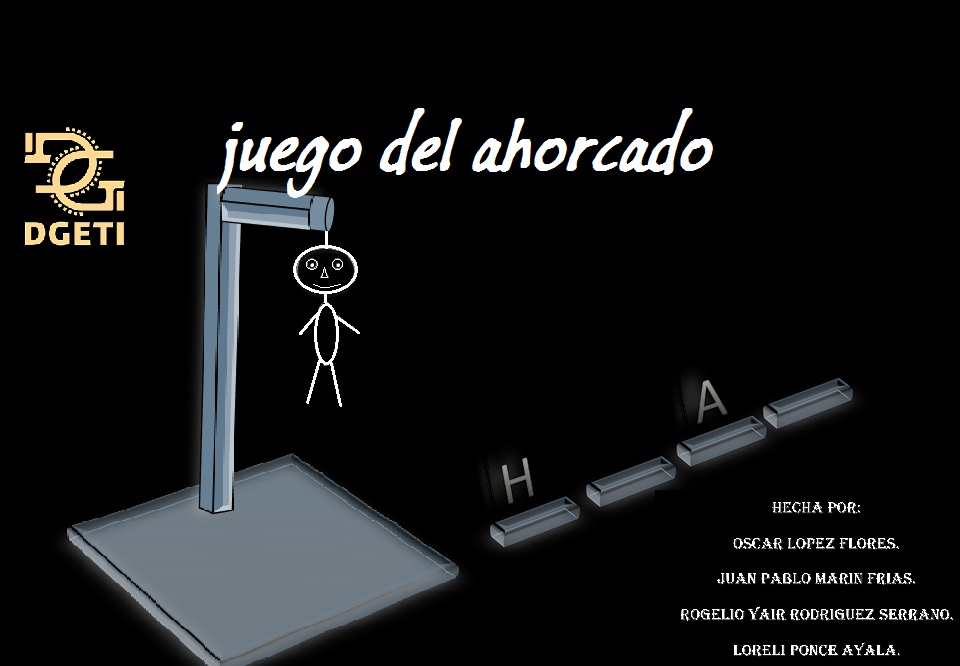 juego del ahorcado
DGETI
H
A
HECHA POR:
OSCAR LOPEZ FLORES.
JUAN PABLO MARIN FRIAS.
ROGELIO YAIR RODRIGUEZ SERRANO.
LORELI PONCE AYALA.